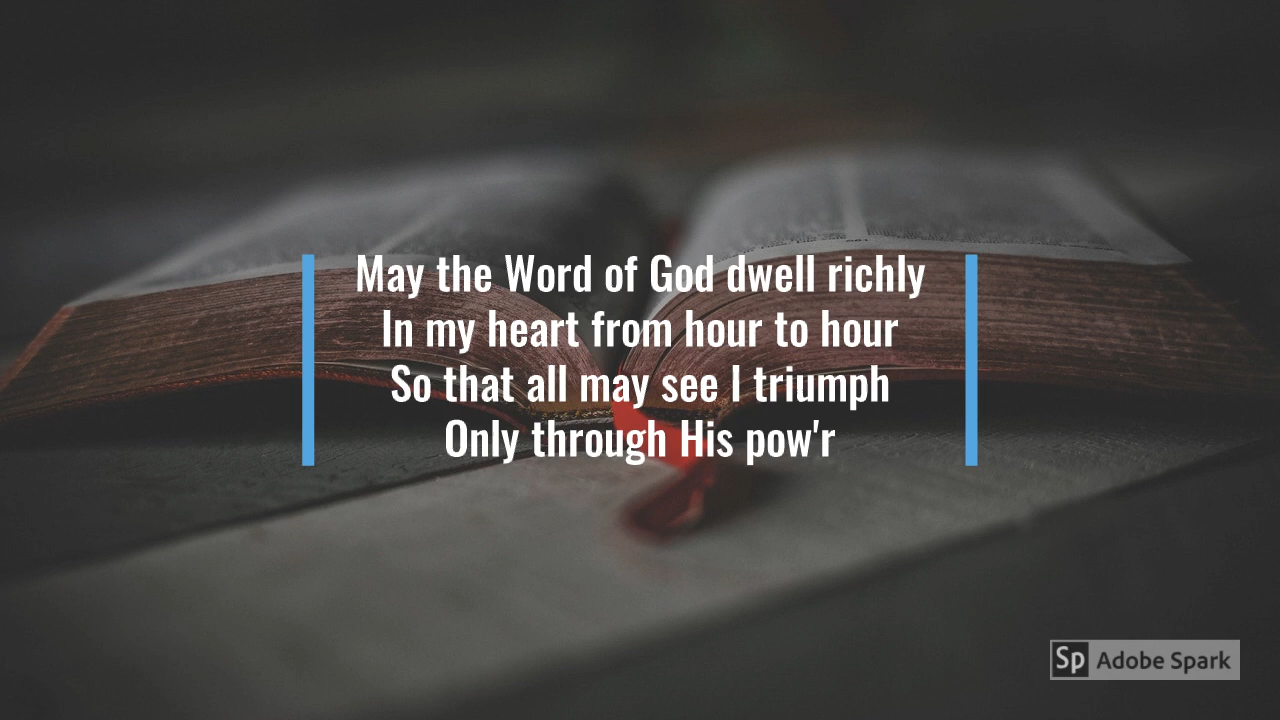 May the Word of God dwell richly
In my heart from hour to hour
So that all may see I triumph
Only through His pow'r
Sp Adobe Spark